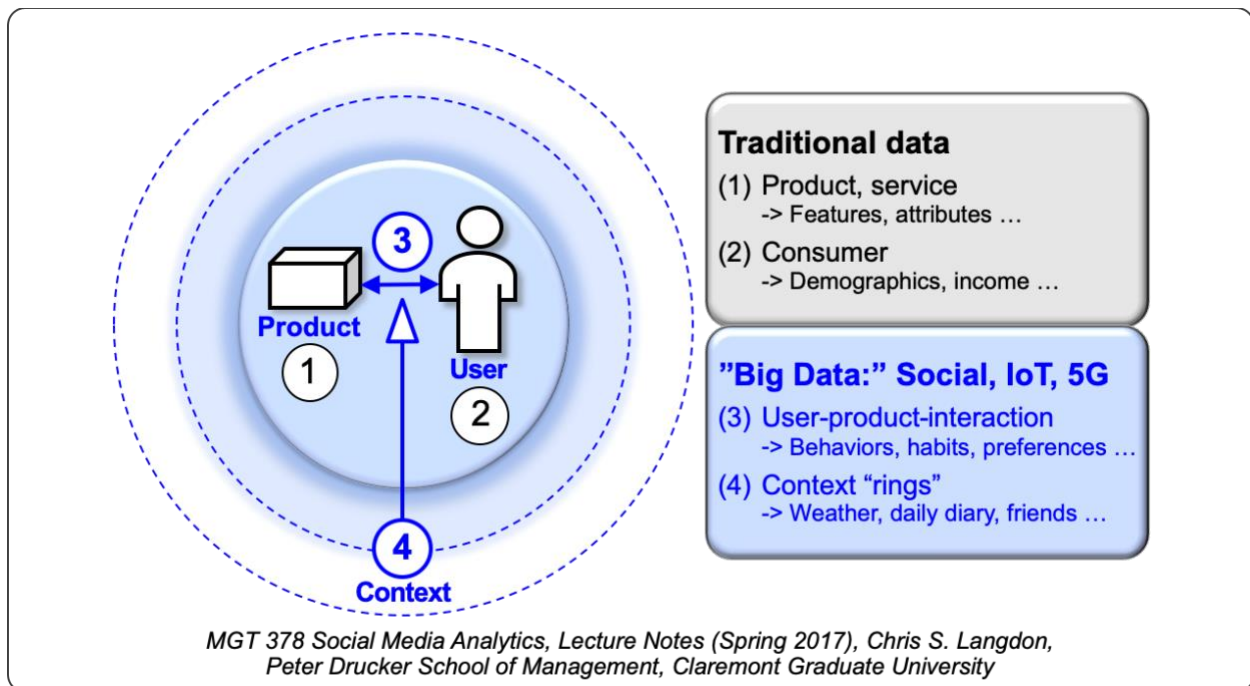 3
Product
1
User
2
4
Context
Traditional data
(1) Product, service
-> Features, attributes …
(2) Consumer
-> Demographics, income …
”Big Data:” Social, IoT, 5G
(3) User-product-interaction
-> Behaviors, habits, preferences …
(4) Context “rings”
-> Weather, daily diary, friends …
MGT 378 Social Media Analytics, Lecture Notes (Spring 2017), Chris S. Langdon,
Peter Drucker School of Management, Claremont Graduate University